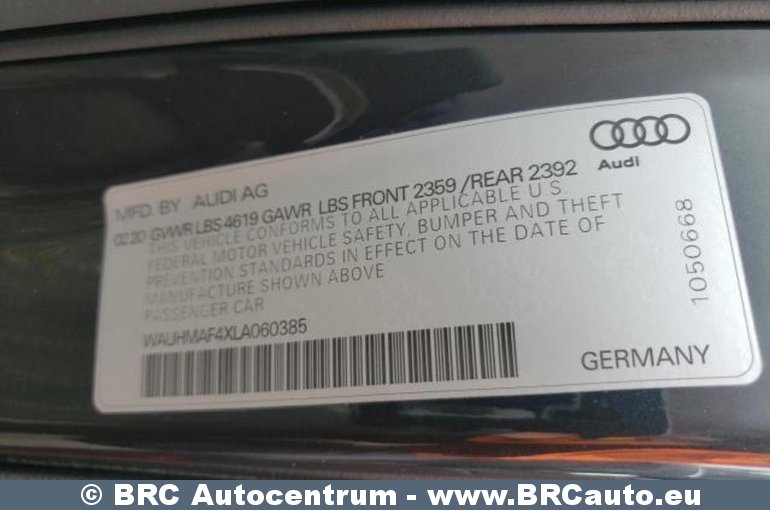 Audi
MFD. BY AUDI AG
02.20 GVWR LBS 4619 GAWR LBS FRONT 2359 / REAR 2392
THIS VEHICLE CONFORMS TO ALL APPLICABLE U S.
FEDERAL MOTOR VEHICLE SAFETY, BUMPER AND THEFT
PREVENTION STANDARDS IN EFFECT ON THE DATE OF
MANUFACTURE SHOWN ABOVE
PASSENGER CAR
WAUHMAF4XLA060385
GERMANY
1050668
© BRC Autocentrum - www.BRCauto.eu